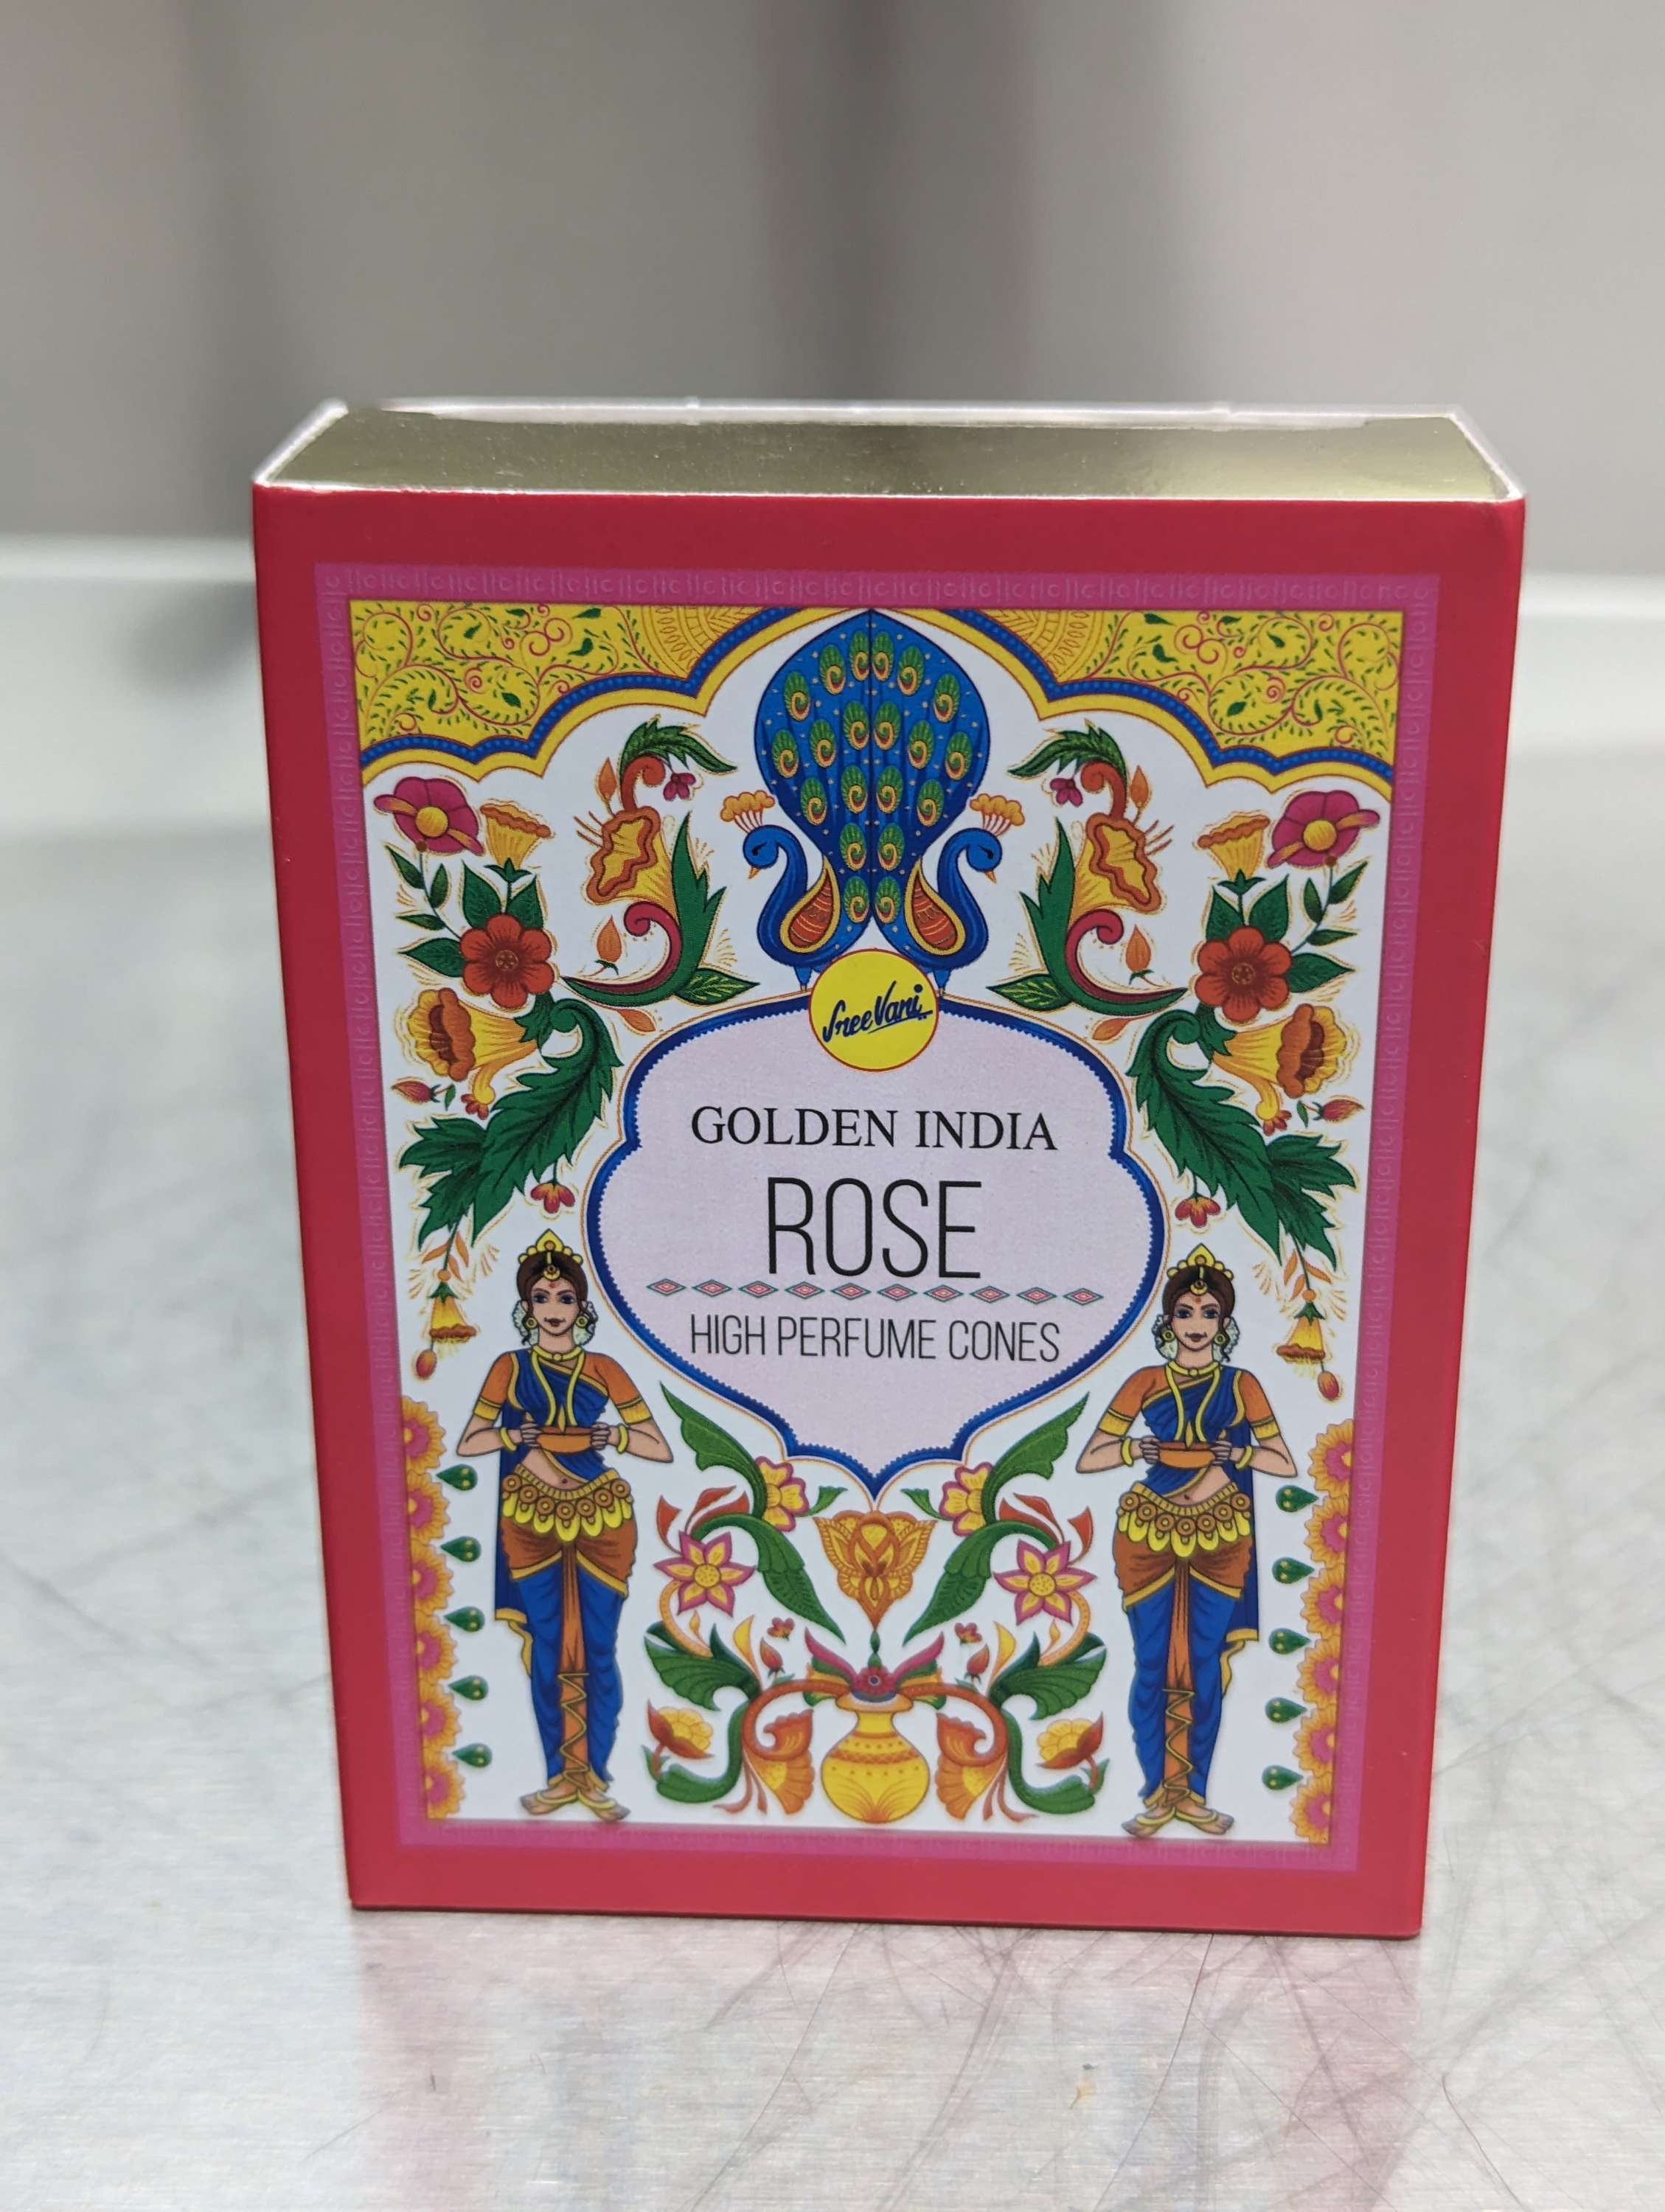 SreeVani
GOLDEN INDIA
ROSE
HIGH PERFUME CONES